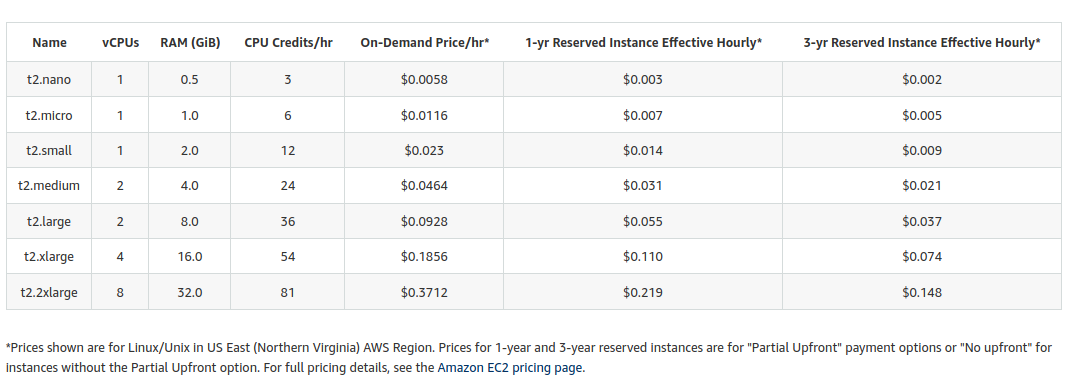 Name vCPUs RAM (GiB) CPU Credits/hr On-Demand Price/hr* 1-yr Reserved Instance Effective Hourly* 3-yr Reserved Instance Effective Hourly*
t2.nano 1 0.5 3 $0.0058 $0.003 $0.002
t2.micro 1 1.0 6 $0.0116 $0.007 $0.005
t2.small 1 2.0 12 $0.023 $0.014 $0.009
t2.medium 2 4.0 24 $0.0464 $0.031 $0.021
t2.large 2 8.0 36 $0.0928 $0.055 $0.037
t2.xlarge 4 16.0 54 $0.1856 $0.110 $0.074
t2.2xlarge 8 32.0 81 $0.3712 $0.219 $0.148
*Prices shown are for Linux/Unix in US East (Northern Virginia) AWS Region. Prices for 1-year and 3-year reserved instances are for "Partial Upfront" payment options or "No upfront" for
instances without the Partial Upfront option. For full pricing details, see the Amazon EC2 pricing page.